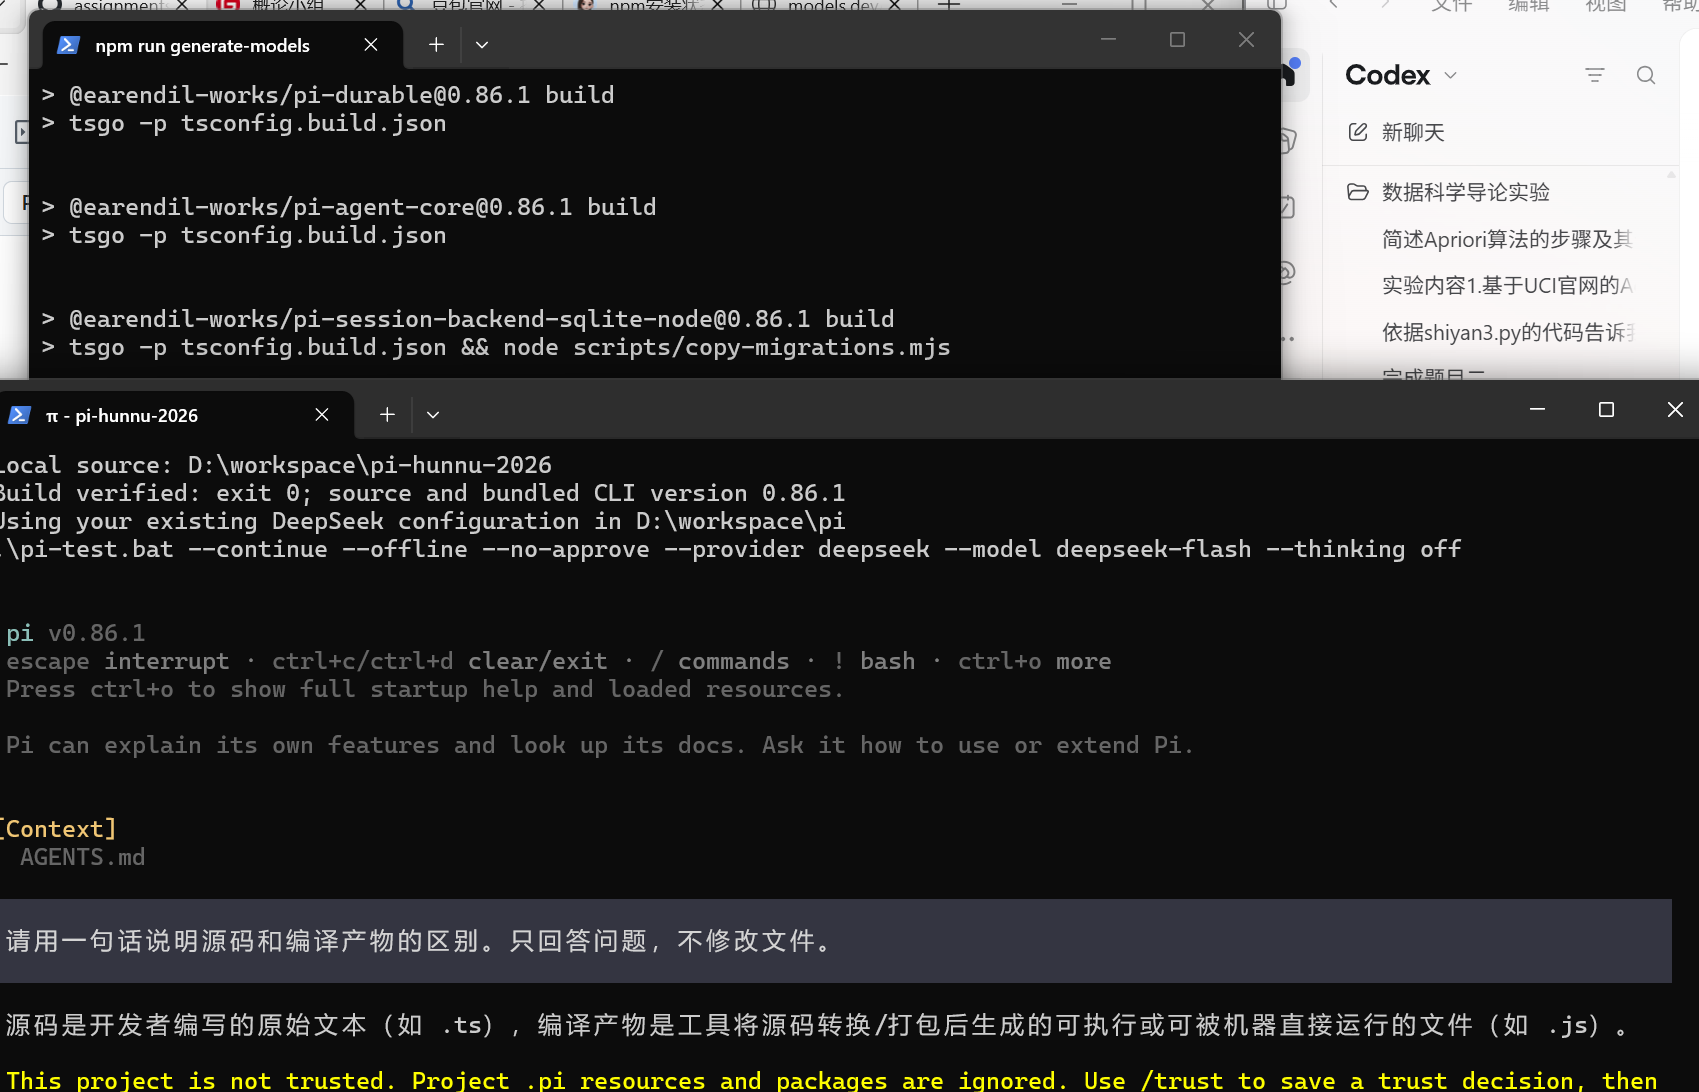 概论小组
models.dev
文件 编辑 视图 帮助
npm run generate-models
> @earendil-works/pi-durable@0.86.1 build
> tsgo -p tsconfig.build.json
> @earendil-works/pi-agent-core@0.86.1 build
> tsgo -p tsconfig.build.json
> @earendil-works/pi-session-backend-sqlite-node@0.86.1 build
> tsgo -p tsconfig.build.json && node scripts/copy-migrations.mjs
Codex
新聊天
数据科学导论实验
简述Apriori算法的步骤及其
实验内容1.基于UCI官网的A
依据shiyan3.py的代码告诉
π - pi-hunnu-2026
Local source: D:\workspace\pi-hunnu-2026
Build verified: exit 0; source and bundled CLI version 0.86.1
Using your existing DeepSeek configuration in D:\workspace\pi
.\pi-test.bat --continue --offline --no-approve --provider deepseek --model deepseek-flash --thinking off
pi v0.86.1
escape interrupt · ctrl+c/ctrl+d clear/exit · / commands · ! bash · ctrl+o more
Press ctrl+o to show full startup help and loaded resources.
Pi can explain its own features and look up its docs. Ask it how to use or extend Pi.
[Context]
AGENTS.md
请用一句话说明源码和编译产物的区别。只回答问题，不修改文件。
源码是开发者编写的原始文本（如 .ts），编译产物是工具将源码转换/打包后生成的可执行或可被机器直接运行的文件（如 .js）。
This project is not trusted. Project .pi resources and packages are ignored. Use /trust to save a trust decision, then